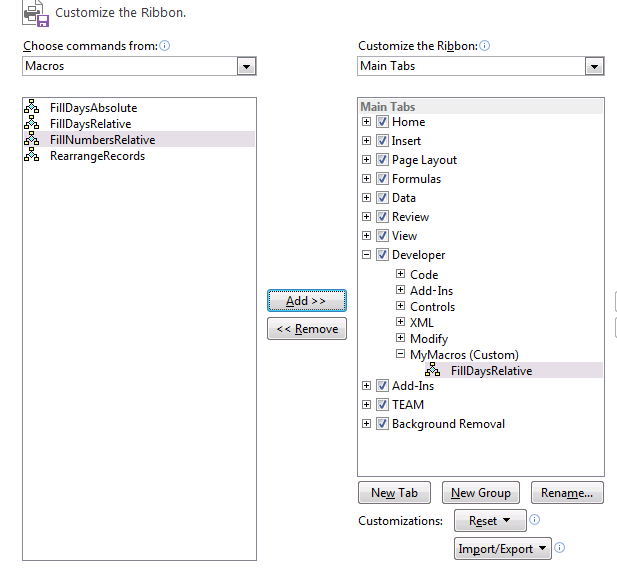 Customize the Ribbon.
Choose commands from:
Macros
FillDaysAbsolute
FillDaysRelative
FillNumbersRelative
RearrangeRecords
Add >>
<< Remove
Customize the Ribbon:
Main Tabs
Main Tabs
Home
Insert
Page Layout
Formulas
Data
Review
View
Developer
Code
Add-Ins
Controls
XML
Modify
MyMacros (Custom)
FillDaysRelative
Add-Ins
TEAM
Background Removal
New Tab New Group Rename...
Customizations: Reset
Import/Export